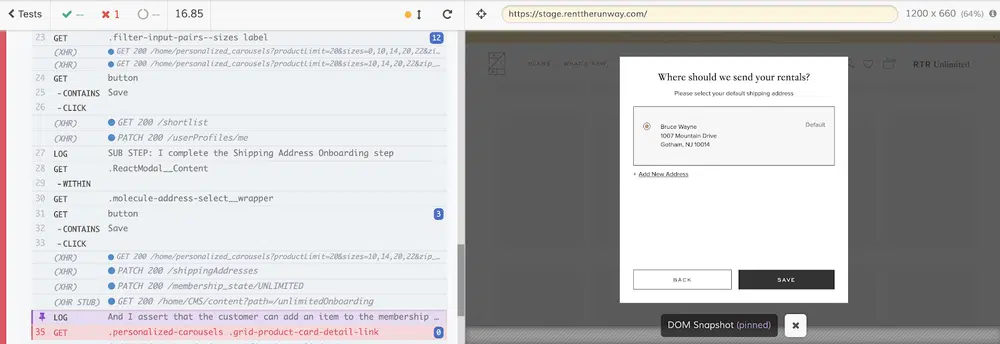 Tests
--
1
--
16.85
https://stage.renttherunway.com/
1200 x 660 (64%)
23 GET .filter-input-pairs--sizes label 12
(XHR) GET 200 /home/personalized_carousels?productLimit=20&sizes=0,10,14,20,22&zi…
(XHR) GET 200 /home/personalized_carousels?productLimit=20&sizes=10,14,20,22&zip_…
24 GET button
25 -CONTAINS Save
26 -CLICK
(XHR) GET 200 /shortlist
(XHR) PATCH 200 /userProfiles/me
27 LOG SUB STEP: I complete the Shipping Address Onboarding step
28 GET .ReactModal__Content
29 -WITHIN
30 GET .molecule-address-select__wrapper
31 GET button 3
32 -CONTAINS Save
33 -CLICK
(XHR) GET 200 /home/personalized_carousels?productLimit=20&sizes=10,14,20,22&zip_…
(XHR) PATCH 200 /shippingAddresses
(XHR) PATCH 200 /membership_state/UNLIMITED
(XHR STUB) GET 200 /home/CMS/content?path=/unlimitedOnboarding
LOG And I assert that the customer can add an item to the membership …
35 GET .personalized-carousels .grid-product-card-detail-link 0
RTR Unlimited
Where should we send your rentals?
Please select your default shipping address
Bruce Wayne
Default
1007 Mountain Drive
Gotham, NJ 10014
+ Add New Address
BACK
SAVE
DOM Snapshot (pinned)